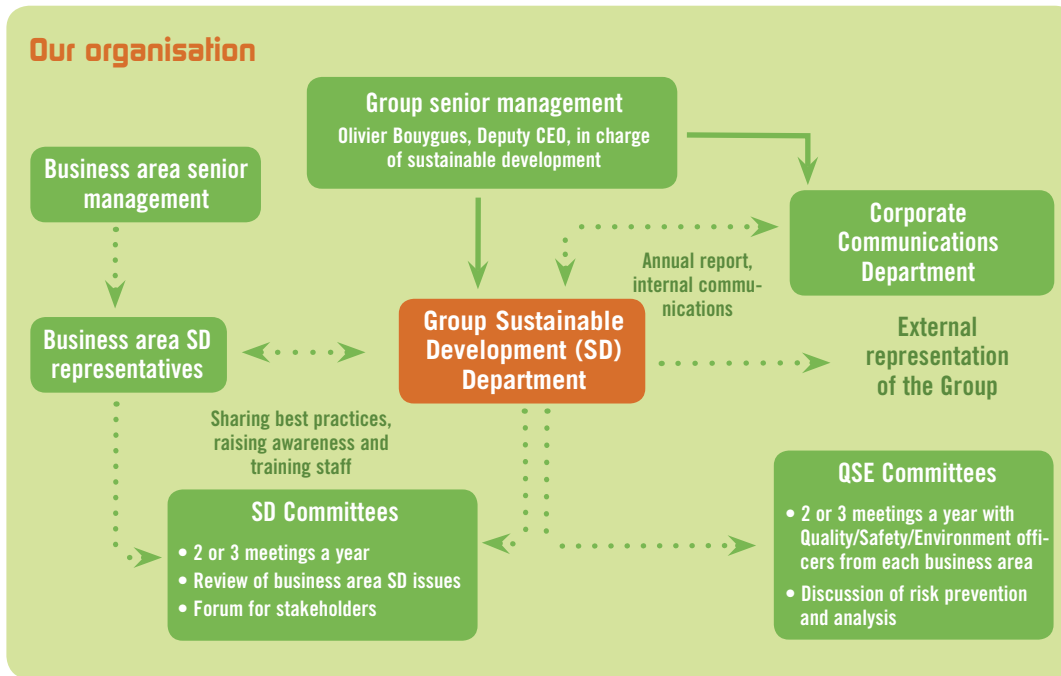 Our organisation
Group senior management
Olivier Bouygues, Deputy CEO, in charge
of sustainable development
Business area senior
management
Corporate
Communications
Department
Annual report,
internal commu-
nications
Group Sustainable
Development (SD)
Department
Business area SD
representatives
External
representation
of the Group
Sharing best practices,
raising awareness and
training staff
SD Committees
• 2 or 3 meetings a year
• Review of business area SD issues
• Forum for stakeholders
QSE Committees
• 2 or 3 meetings a year with
Quality/Safety/Environment offi-
cers from each business area
• Discussion of risk prevention
and analysis